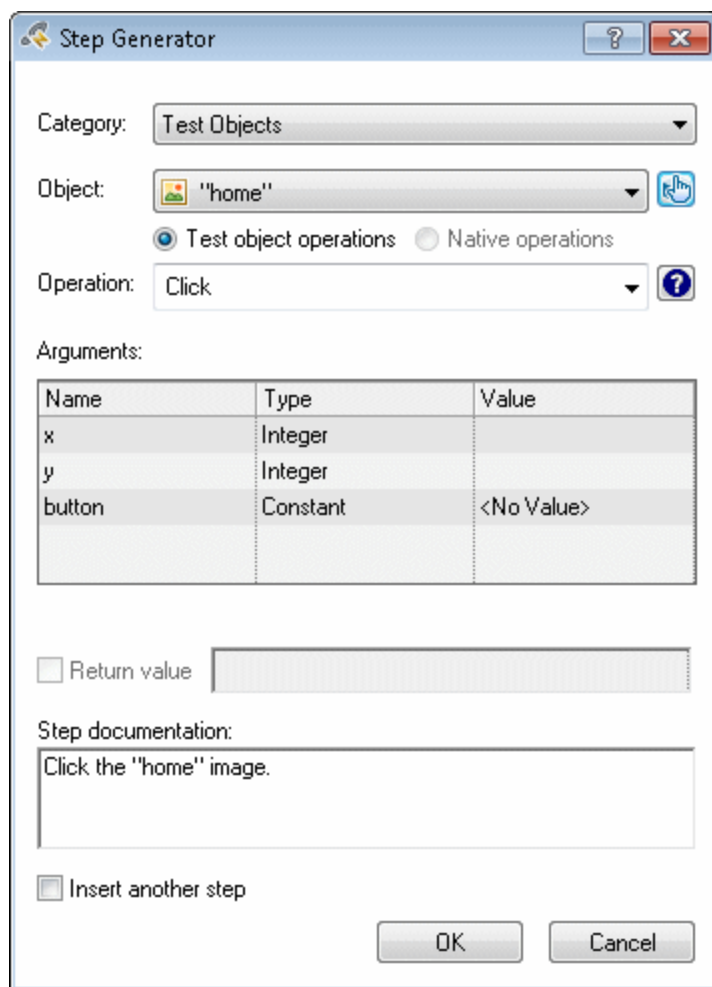 Step Generator
Category: Test Objects
Object: "home"
Test object operations Native operations
Operation: Click
Arguments:
Name Type Value
x Integer
y Integer
button Constant <No Value>
Return value
Step documentation:
Click the "home" image.
Insert another step
OK Cancel